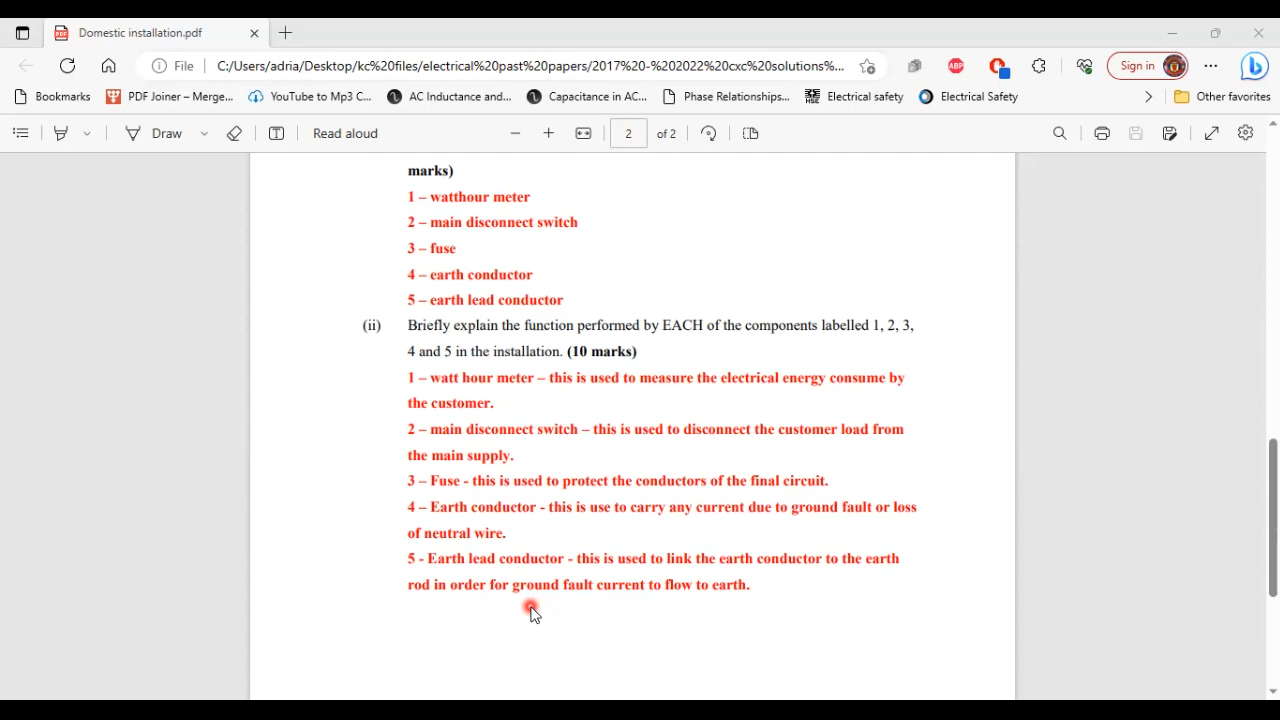 Domestic installation.pdf
File
C:/Users/adria/Desktop/kc%20files/electrical%20past%20papers/2017%20-%202022%20cxc%20solutions%...
ABP
Sign in
Bookmarks
PDF Joiner – Merge...
YouTube to Mp3 C...
AC Inductance and...
Capacitance in AC...
Phase Relationships...
Electrical safety
Electrical Safety
Other favorites
Draw
Read aloud
2 of 2
marks)
1 – watthour meter
2 – main disconnect switch
3 – fuse
4 – earth conductor
5 – earth lead conductor
(ii) Briefly explain the function performed by EACH of the components labelled 1, 2, 3,
4 and 5 in the installation. (10 marks)
1 – watt hour meter – this is used to measure the electrical energy consume by
the customer.
2 – main disconnect switch – this is used to disconnect the customer load from
the main supply.
3 – Fuse - this is used to protect the conductors of the final circuit.
4 – Earth conductor - this is use to carry any current due to ground fault or loss
of neutral wire.
5 - Earth lead conductor - this is used to link the earth conductor to the earth
rod in order for ground fault current to flow to earth.